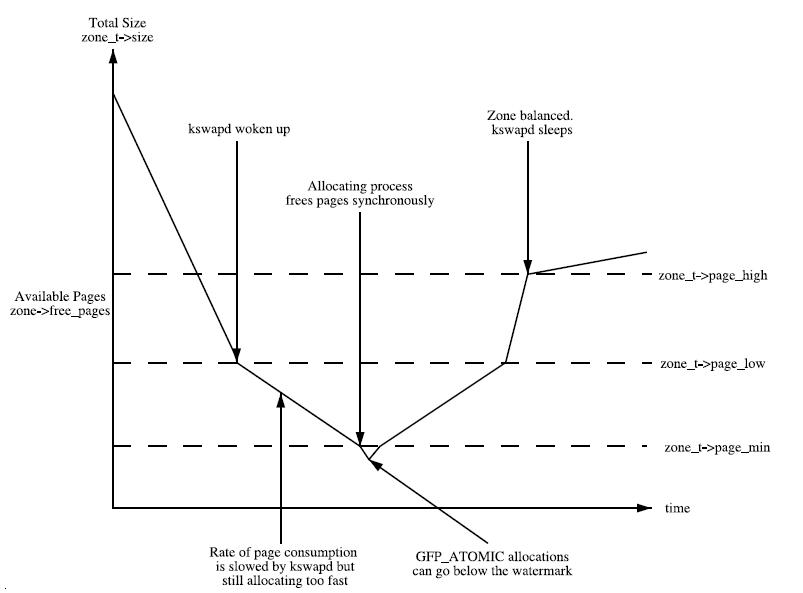 Total Size
zone_t->size
kswapd woken up
Zone balanced.
kswapd sleeps
Allocating process
frees pages synchronously
zone_t->page_high
Available Pages
zone->free_pages
zone_t->page_low
zone_t->page_min
time
Rate of page consumption
is slowed by kswapd but
still allocating too fast
GFP_ATOMIC allocations
can go below the watermark